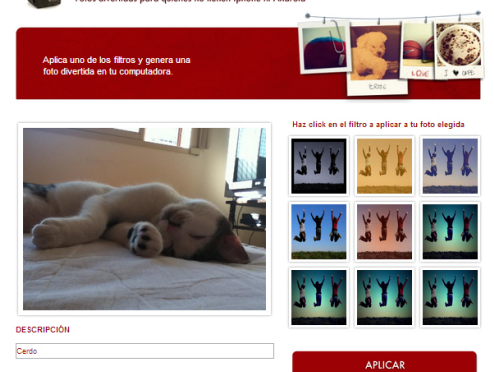 Fotos divertidas para quienes no tienen Iphone ni Android
Aplica uno de los filtros y genera una
foto divertida en tu computadora.
LOVE
I ♥
Haz click en el filtro a aplicar a tu foto elegida
DESCRIPCIÓN
Cerdo
APLICAR